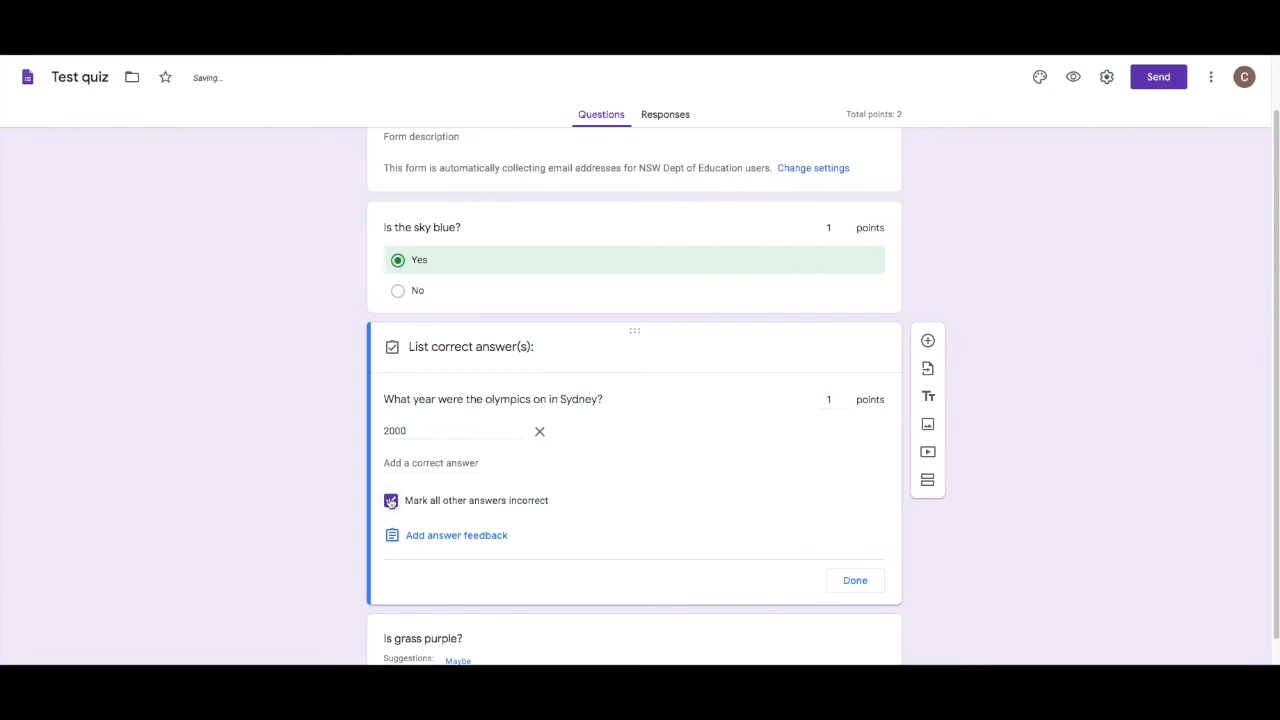 Test quiz
Saving...
Send
C
Questions
Responses
Total points: 2
Form description
This form is automatically collecting email addresses for NSW Dept of Education users. Change settings
Is the sky blue?
1 points
Yes
No
List correct answer(s):
What year were the olympics on in Sydney?
1 points
2000
Add a correct answer
Mark all other answers incorrect
Add answer feedback
Done
Tт
Is grass purple?
Suggestions: Maybe